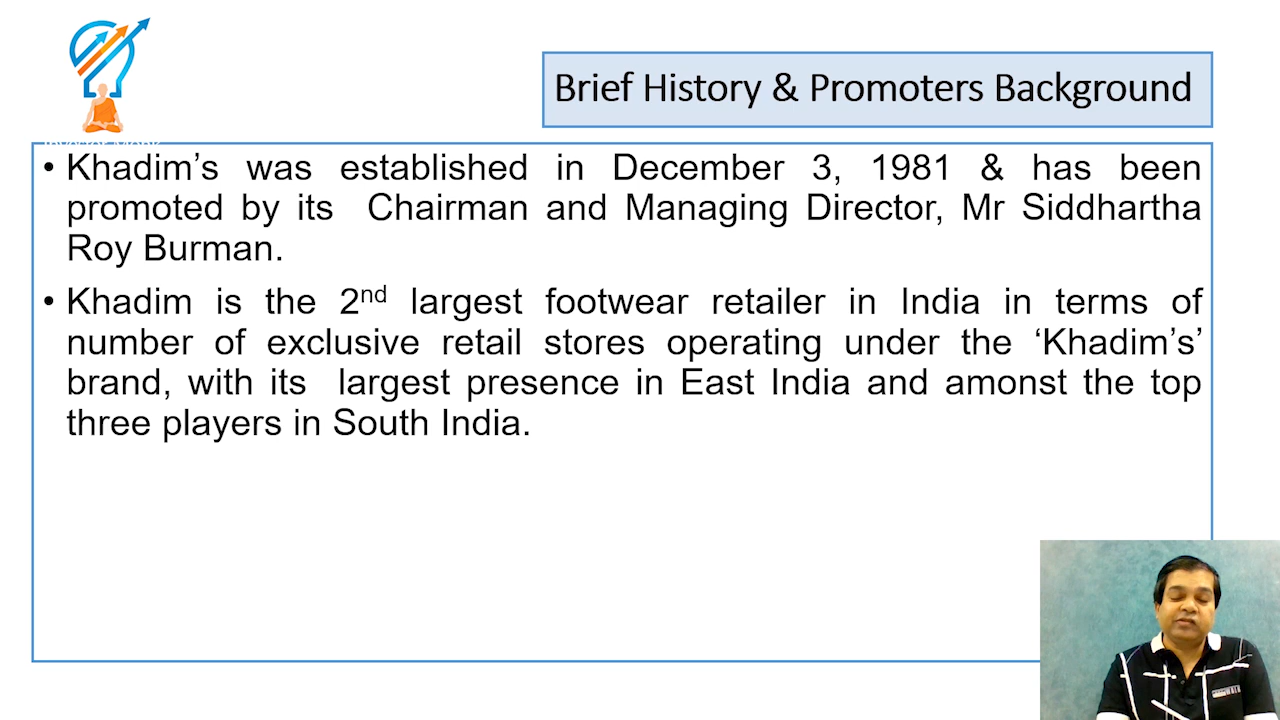 Brief History & Promoters Background
Investor Monk
• Khadim’s was established in December 3, 1981 & has been
promoted by its Chairman and Managing Director, Mr Siddhartha
Roy Burman.
• Khadim is the 2nd largest footwear retailer in India in terms of
number of exclusive retail stores operating under the ‘Khadim’s’
brand, with its largest presence in East India and amonst the top
three players in South India.